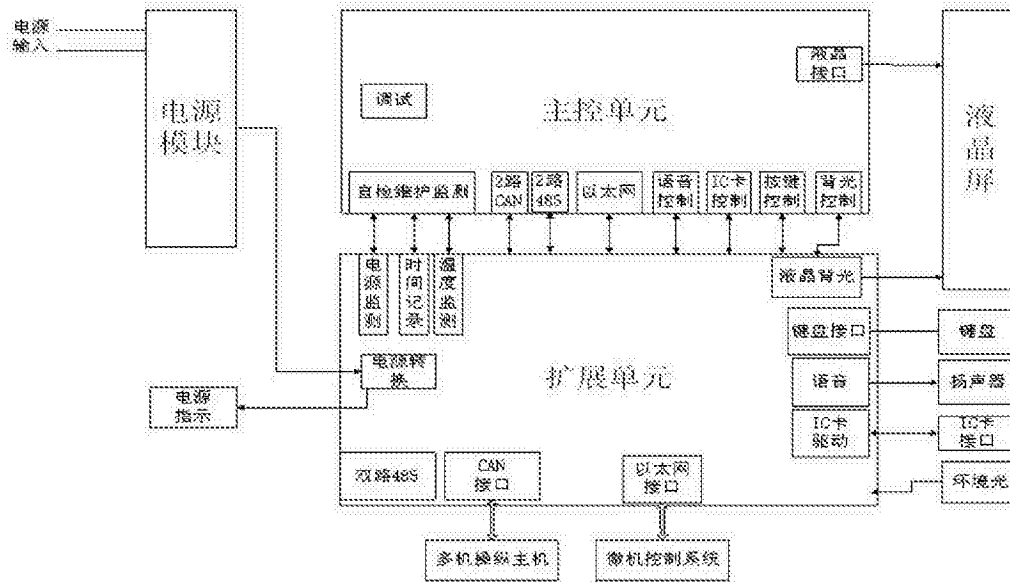 电源
输入
电源
模块
液晶
接口
调试
主控单元
液
晶
屏
自检维护监测
2路
CAN
2路
485
以太网
语音
控制
IC卡
控制
按键
控制
背光
控制
电
源
监
测
时
间
记
录
温
度
监
测
液晶背光
键盘接口
键盘
电源转
换
扩展单元
语音
扬声器
电源
指示
IC卡
驱动
IC卡
接口
双路485
CAN
接口
以太网
接口
环境光
多机操纵主机
微机控制系统